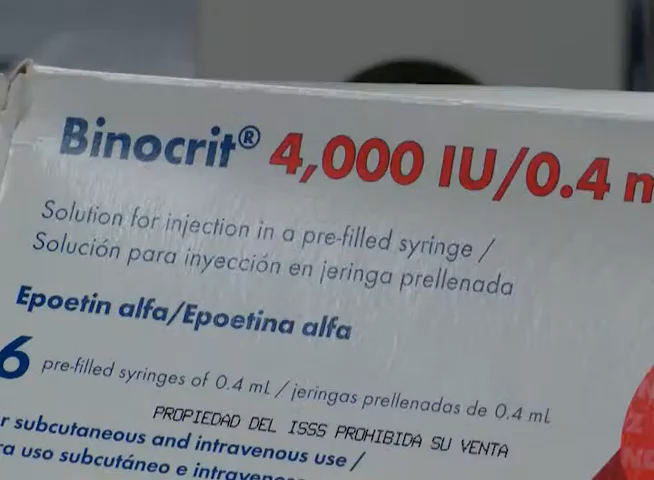 Binocrit® 4,000 IU/0.4 m
Solution for injection in a pre-filled syringe /
Solución para inyección en jeringa prellenada
Epoetin alfa/Epoetina alfa
6 pre-filled syringes of 0.4 mL / jeringas prellenadas de 0.4 mL
PROPIEDAD DEL ISSS PROHIBIDA SU VENTA
r subcutaneous and intravenous use /
ra uso subcutáneo e intraveno